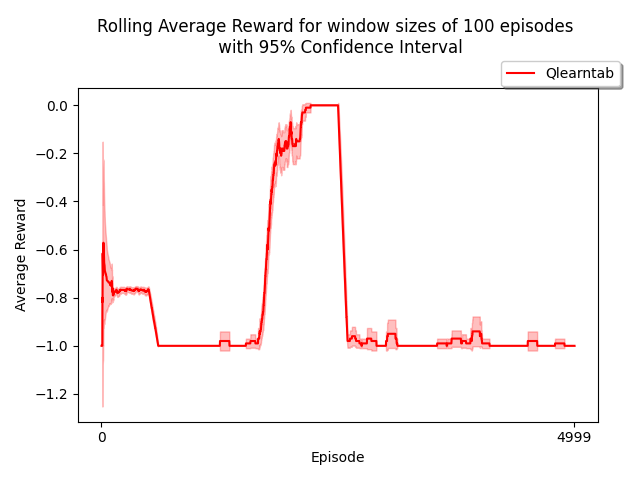 Rolling Average Reward for window sizes of 100 episodes
with 95% Confidence Interval
Qlearntab
0.0
−0.2
−0.4
−0.6
−0.8
−1.0
−1.2
Average Reward
0
4999
Episode